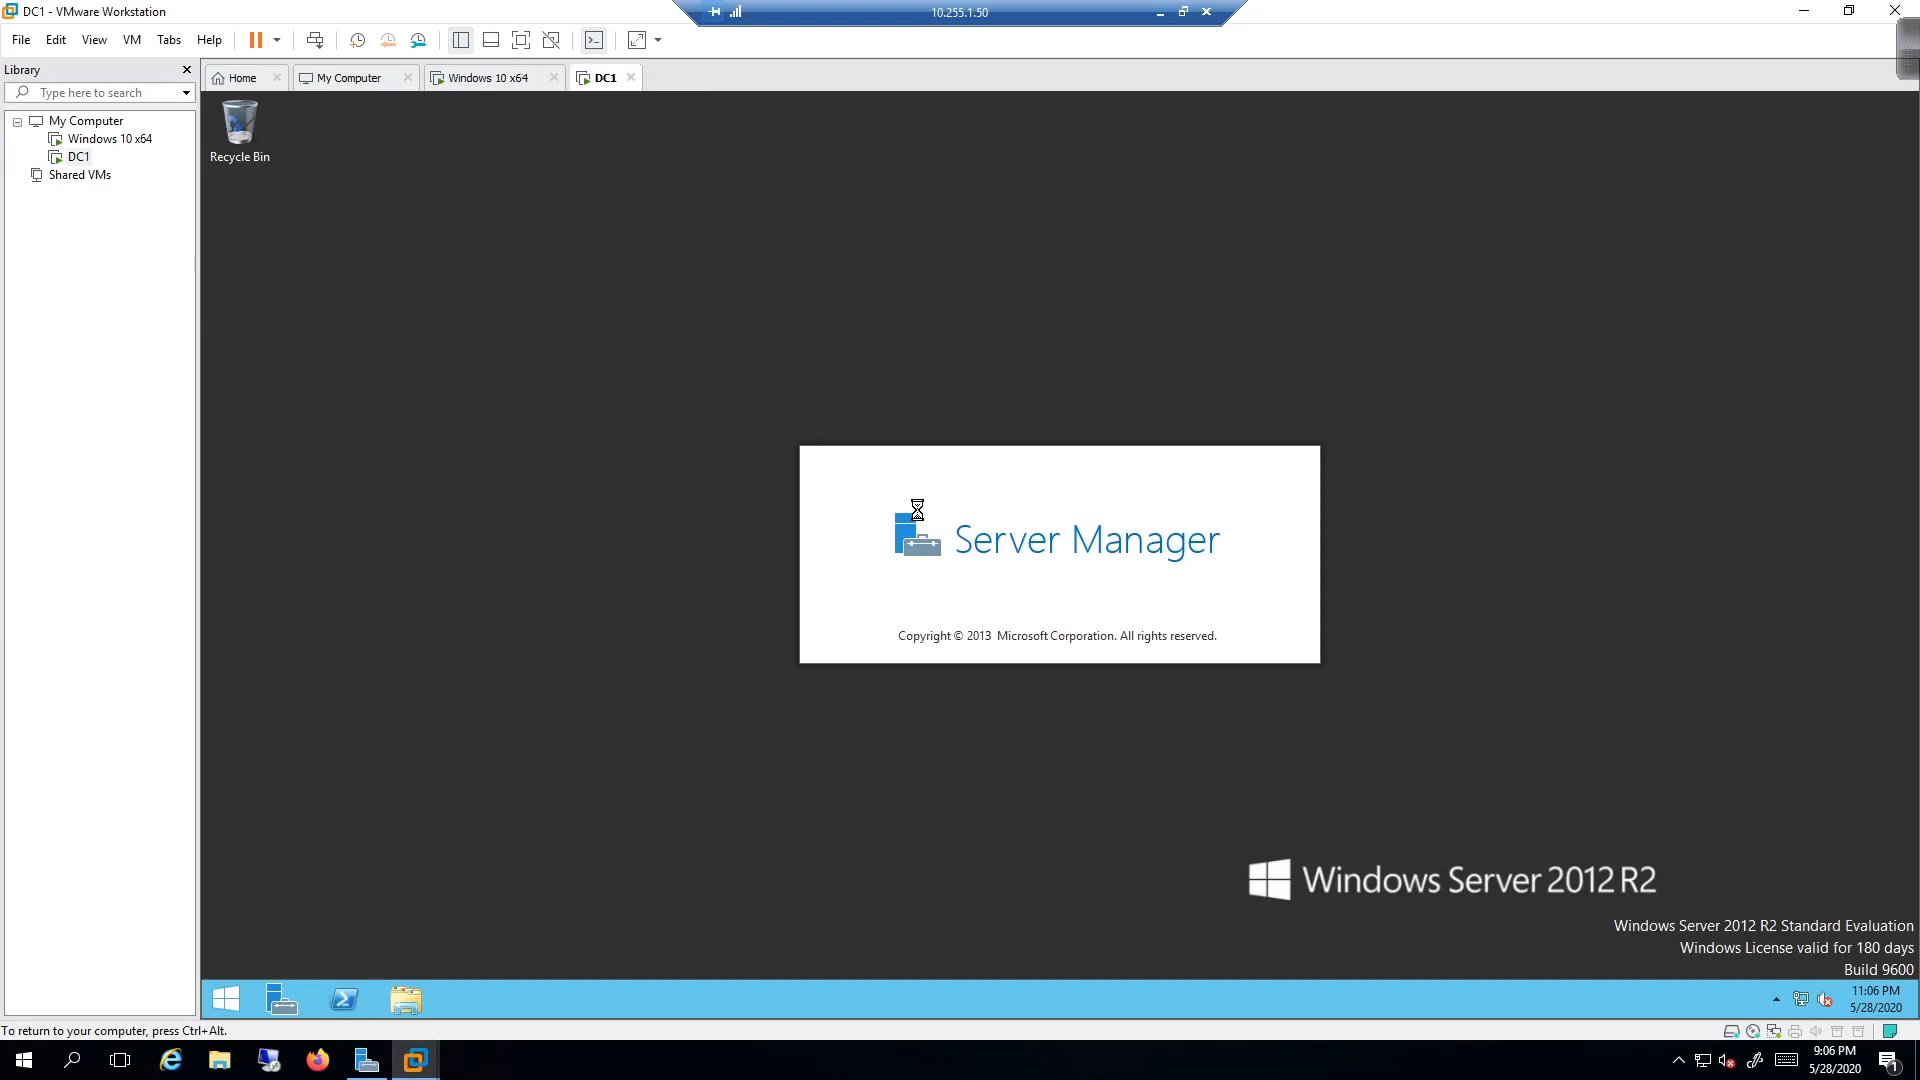 DC1 - VMware Workstation
10.255.1.50
File Edit View VM Tabs Help
Library
Type here to search
My Computer
Windows 10 x64
DC1
Shared VMs
Home
My Computer
Windows 10 x64
DC1
Recycle Bin
Server Manager
Copyright © 2013 Microsoft Corporation. All rights reserved.
Windows Server 2012 R2
Windows Server 2012 R2 Standard Evaluation
Windows License valid for 180 days
Build 9600
11:06 PM
5/28/2020
To return to your computer, press Ctrl+Alt.
9:06 PM
5/28/2020
1